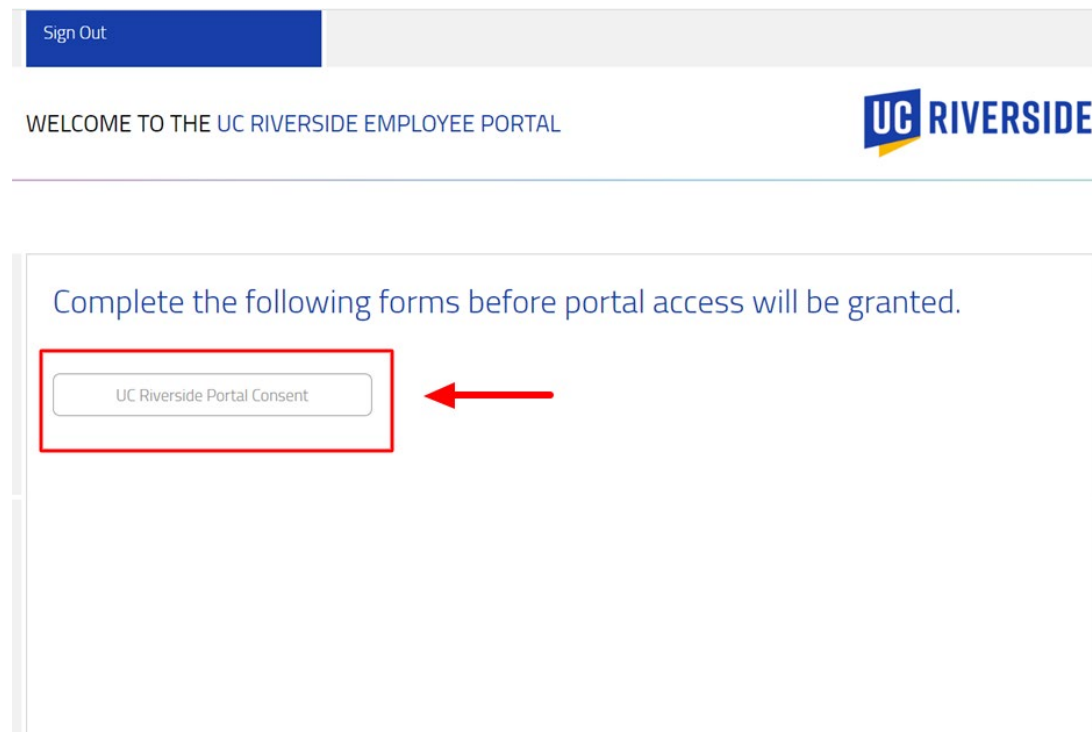 Sign Out
WELCOME TO THE UC RIVERSIDE EMPLOYEE PORTAL
UC RIVERSIDE
Complete the following forms before portal access will be granted.
UC Riverside Portal Consent